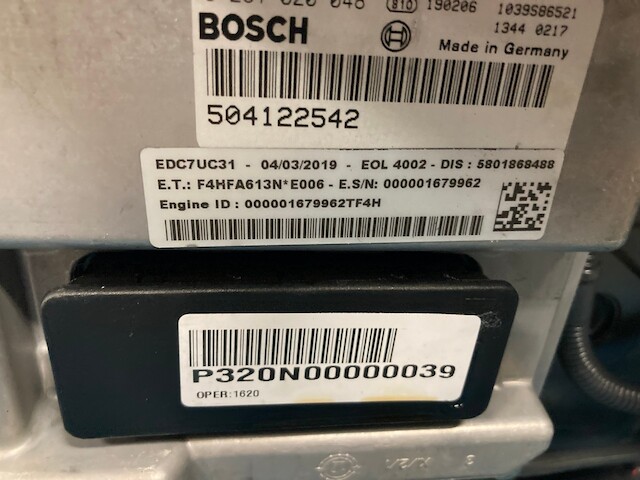 190206 1039S86521
BOSCH 1344 0217
Made in Germany
504122542
EDC7UC31 - 04/03/2019 - EOL 4002 - DIS : 5801868488
E.T.: F4HFA613N*E006 - E.S/N: 000001679962
Engine ID : 000001679962TF4H
P320N00000039
OPER:1620